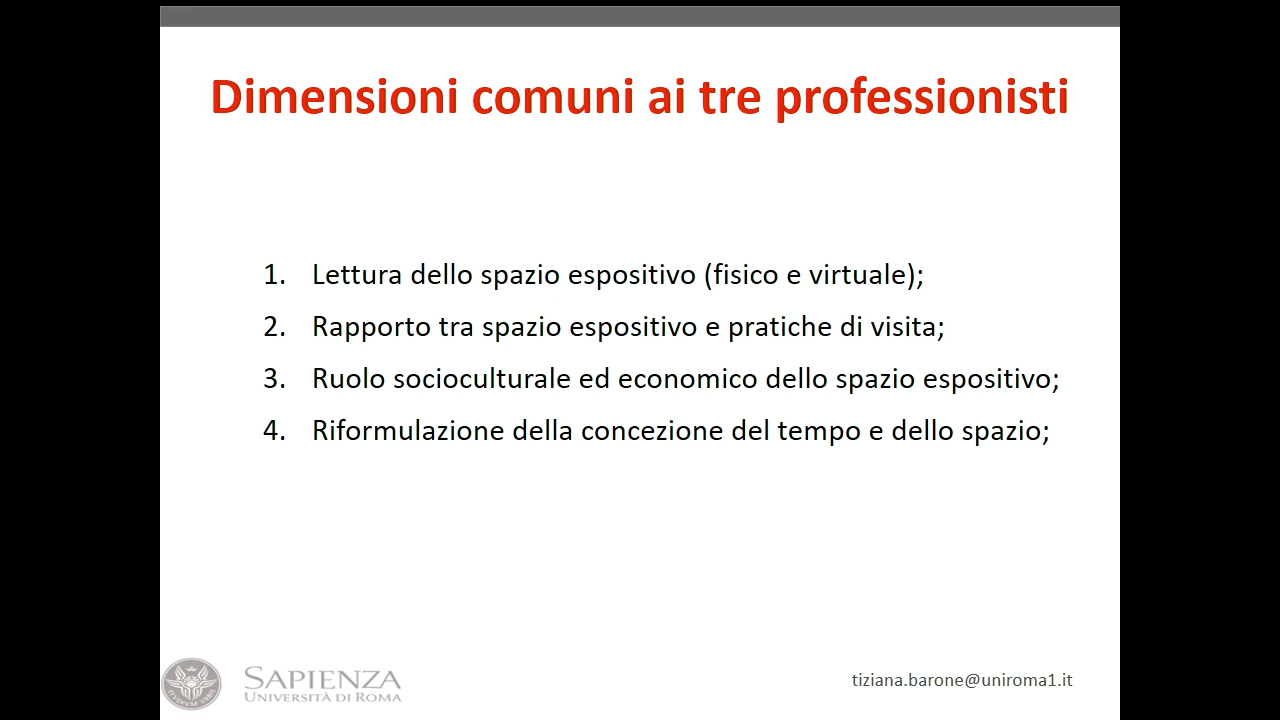 Dimensioni comuni ai tre professionisti
1. Lettura dello spazio espositivo (fisico e virtuale);
2. Rapporto tra spazio espositivo e pratiche di visita;
3. Ruolo socioculturale ed economico dello spazio espositivo;
4. Riformulazione della concezione del tempo e dello spazio;
SAPIENZA
UNIVERSITÀ DI ROMA
tiziana.barone@uniroma1.it